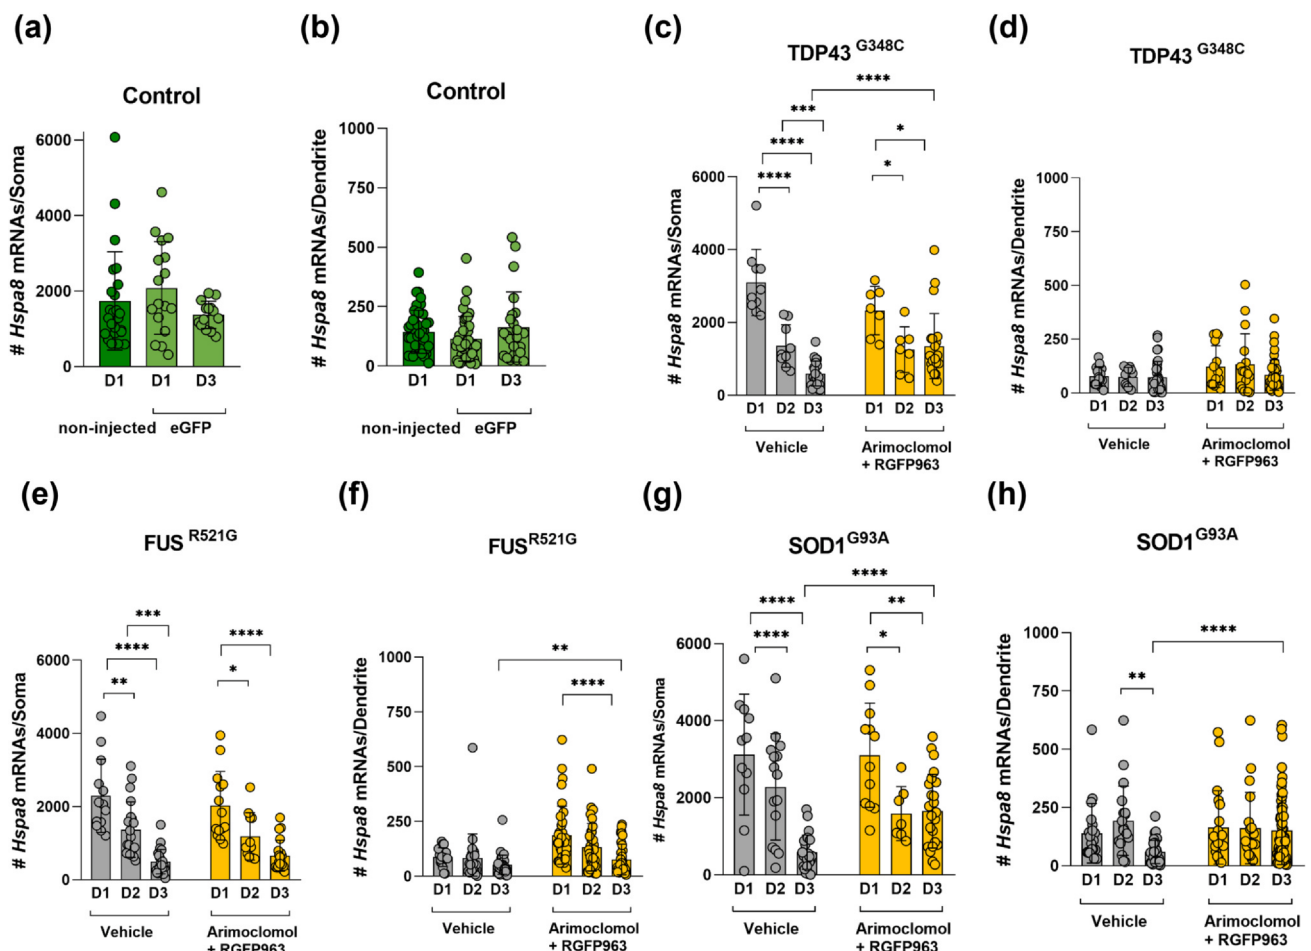 (a)
Control
# Hspa8 mRNAs/Soma
6000
4000
2000
0
D1 D1 D3
non-injected eGFP
(b)
Control
# Hspa8 mRNAs/Dendrite
1000
750
500
250
0
D1 D1 D3
non-injected eGFP
(c)
TDP43 G348C
# Hspa8 mRNAs/Soma
****
***
****
****
*
*
6000
4000
2000
0
D1 D2 D3 D1 D2 D3
Vehicle Arimoclomol
+ RGFP963
(d)
TDP43 G348C
# Hspa8 mRNAs/Dendrite
1000
750
500
250
0
D1 D2 D3 D1 D2 D3
Vehicle Arimoclomol
+ RGFP963
(e)
FUS R521G
# Hspa8 mRNAs/Soma
***
****
**
****
*
6000
4000
2000
0
D1 D2 D3 D1 D2 D3
Vehicle Arimoclomol
+ RGFP963
(f)
FUS R521G
# Hspa8 mRNAs/Dendrite
**
****
1000
750
500
250
0
D1 D2 D3 D1 D2 D3
Vehicle Arimoclomol
+ RGFP963
(g)
SOD1 G93A
# Hspa8 mRNAs/Soma
****
****
****
**
*
6000
4000
2000
0
D1 D2 D3 D1 D2 D3
Vehicle Arimoclomol
+ RGFP963
(h)
SOD1 G93A
# Hspa8 mRNAs/Dendrite
****
**
1000
750
500
250
0
D1 D2 D3 D1 D2 D3
Vehicle Arimoclomol
+ RGFP963